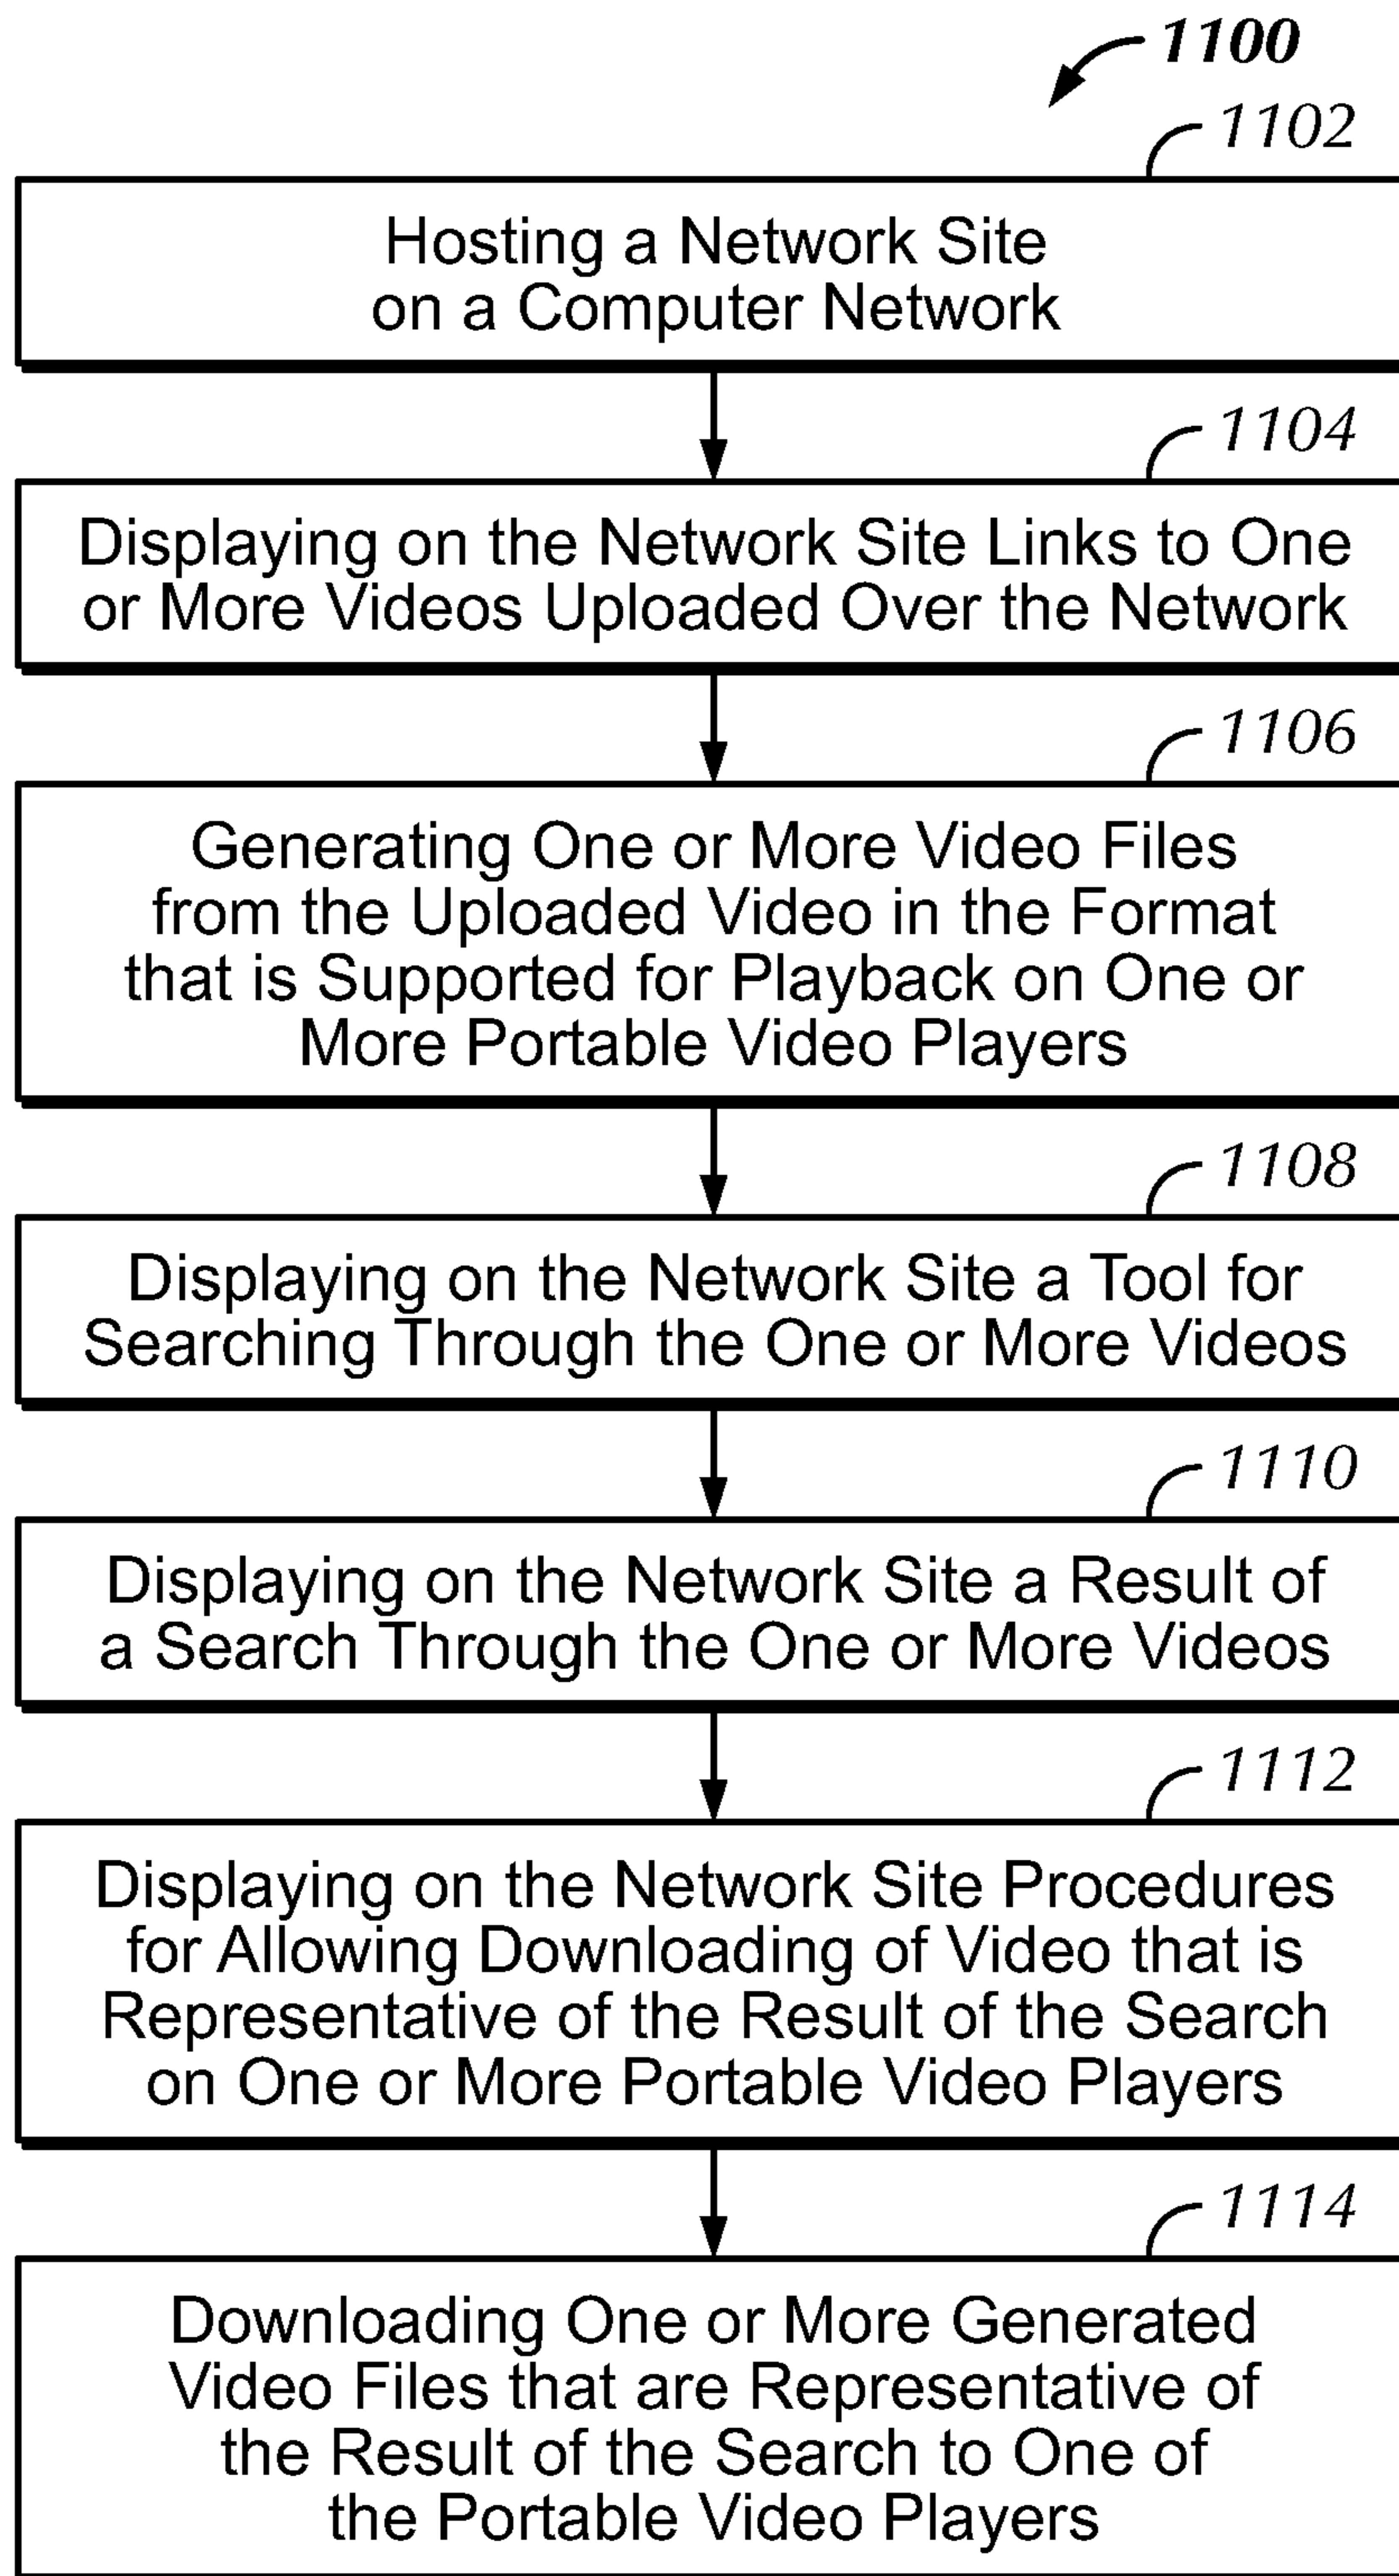 1100
1102
Hosting a Network Site
on a Computer Network
1104
Displaying on the Network Site Links to One
or More Videos Uploaded Over the Network
1106
Generating One or More Video Files
from the Uploaded Video in the Format
that is Supported for Playback on One or
More Portable Video Players
1108
Displaying on the Network Site a Tool for
Searching Through the One or More Videos
1110
Displaying on the Network Site a Result of
a Search Through the One or More Videos
1112
Displaying on the Network Site Procedures
for Allowing Downloading of Video that is
Representative of the Result of the Search
on One or More Portable Video Players
1114
Downloading One or More Generated
Video Files that are Representative of
the Result of the Search to One of
the Portable Video Players